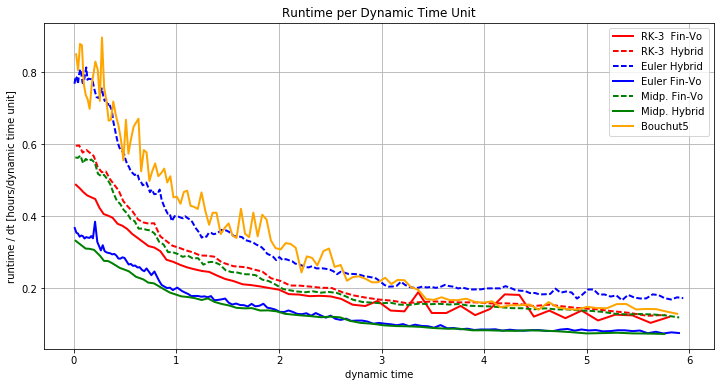 Runtime per Dynamic Time Unit
runtime / dt [hours/dynamic time unit]
0.8
0.6
0.4
0.2
RK-3  Fin-Vo
RK-3  Hybrid
Euler Hybrid
Euler Fin-Vo
Midp. Fin-Vo
Midp. Hybrid
Bouchut5
0
1
2
3
4
5
6
dynamic time